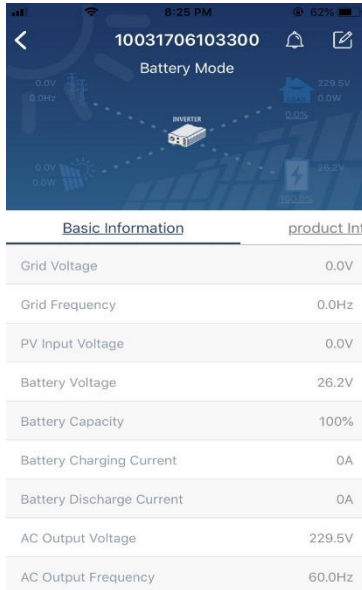 8:25 PM
62%
10031706103300
Battery Mode
0.0V
0.0Hz
229.5V
0.0W
0.0%
INVERTER
0.0V
0.0W
26.2V
100.0%
Basic Information
product Inf
Grid Voltage 0.0V
Grid Frequency 0.0Hz
PV Input Voltage 0.0V
Battery Voltage 26.2V
Battery Capacity 100%
Battery Charging Current 0A
Battery Discharge Current 0A
AC Output Voltage 229.5V
AC Output Frequency 60.0Hz